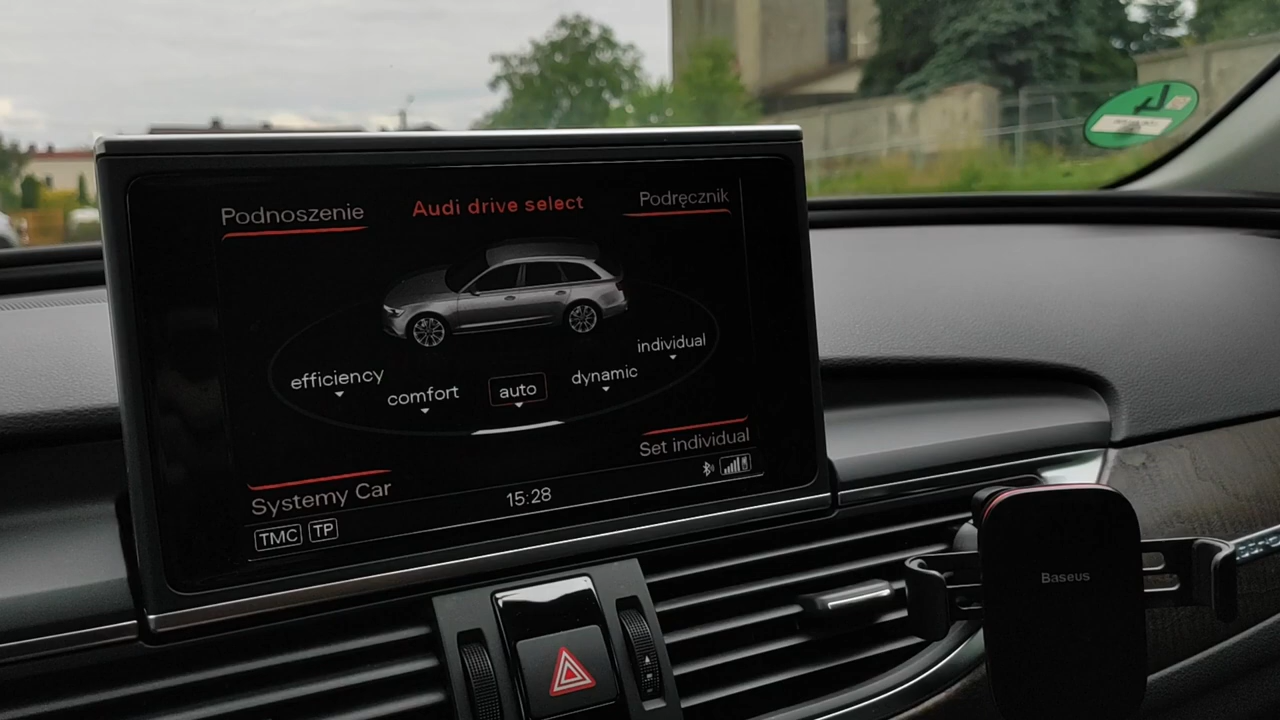 Podnoszenie
Audi drive select
Podręcznik
efficiency
comfort
auto
dynamic
individual
Set individual
Systemy Car
15:28
TMC
TP
Baseus